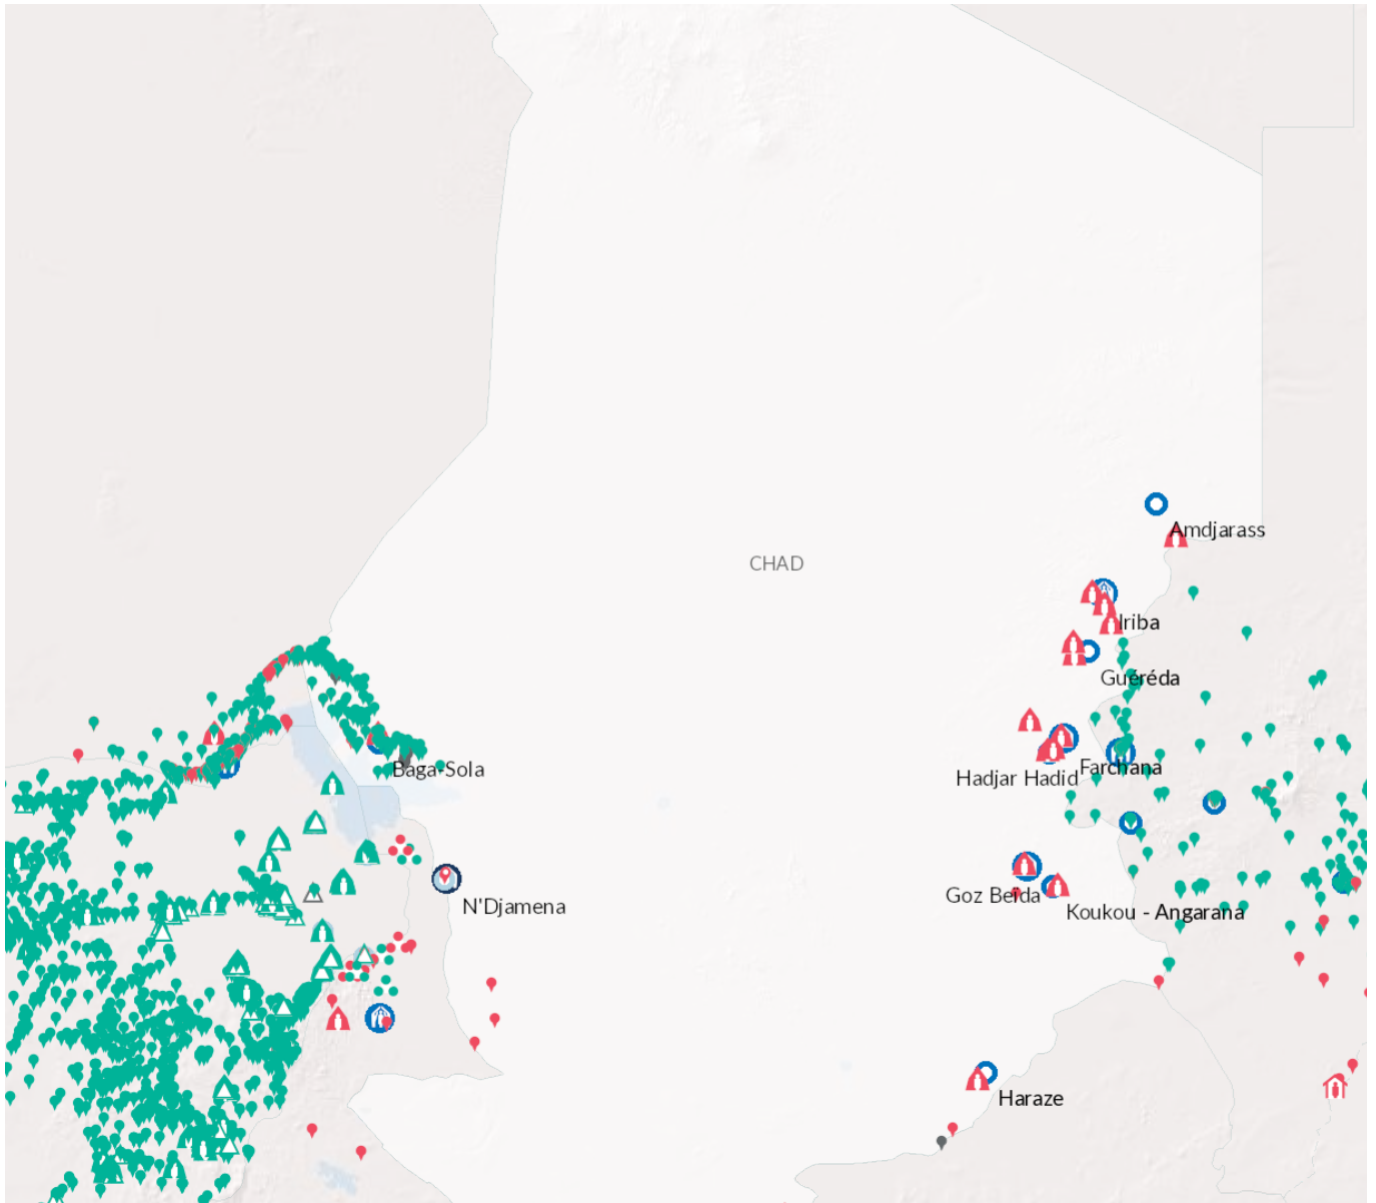 Amdjarass
CHAD
Iriba
Guéréda
Baga-Sola
Farchana
Hadjar Hadid
Goz Beïda
N'Djamena
Koukou - Angarana
Haraze